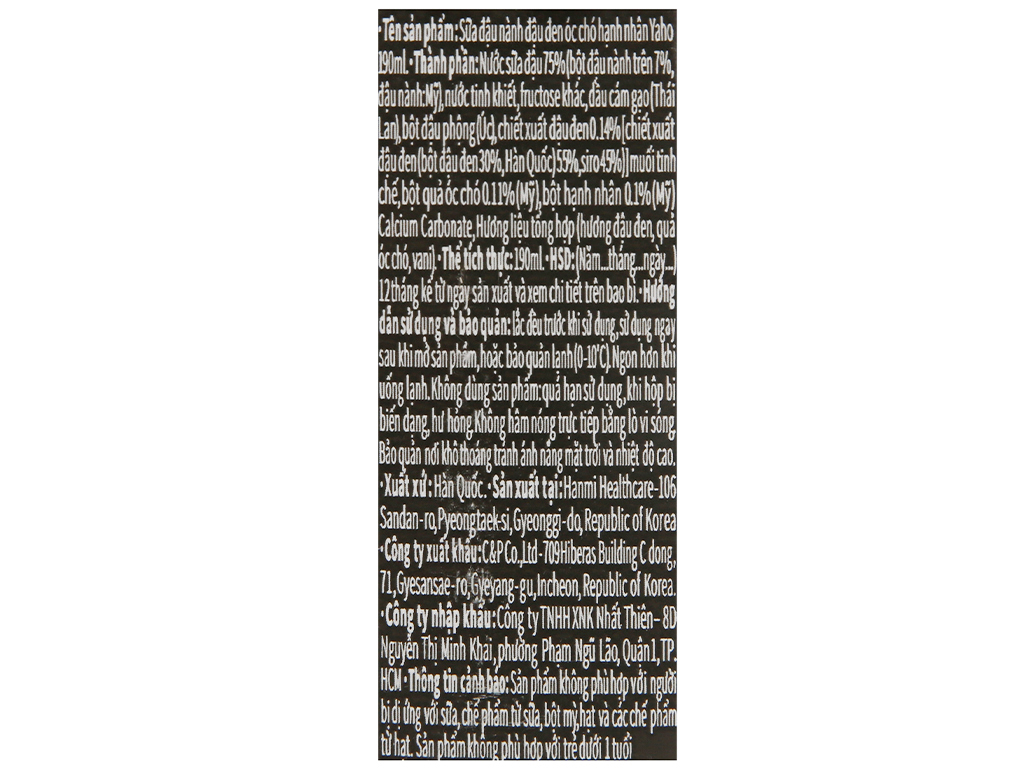 • Tên sản phẩm: Sữa đậu nành đậu đen óc chó hạnh nhân Yaho
190ml. • Thành phần: Nước sữa đậu 75% (bột đậu nành trên 7%,
đậu nành:Mỹ), nước tinh khiết, fructose khác, dầu cám gạo (Thái
Lan), bột đậu phộng (Úc), chiết xuất đậu đen 0.14% [chiết xuất
đậu đen (bột đậu đen 30%, Hàn Quốc) 55%, siro 45%)] muối tinh
chế, bột quả óc chó 0.11% (Mỹ), bột hạnh nhân 0.1% (Mỹ)
Calcium Carbonate, Hương liệu tổng hợp (hương đậu đen, quả
óc chó, vani). • Thể tích thực: 190ml. • HSD: (Năm...tháng...ngày...)
12 tháng kể từ ngày sản xuất và xem chi tiết trên bao bì. • Hướng
dẫn sử dụng và bảo quản: lắc đều trước khi sử dụng, sử dụng ngay
sau khi mở sản phẩm, hoặc bảo quản lạnh (0-10°C). Ngon hơn khi
uống lạnh. Không dùng sản phẩm: quá hạn sử dụng, khi hộp bị
biến dạng, hư hỏng. Không hâm nóng trực tiếp bằng lò vi sóng.
Bảo quản nơi khô thoáng tránh ánh nắng mặt trời và nhiệt độ cao.
• Xuất xứ: Hàn Quốc. • Sản xuất tại: Hanmi Healthcare-106
Sandan-ro, Pyeongtaek-si, Gyeonggi-do, Republic of Korea
• Công ty xuất khẩu: C&P Co., Ltd - 709 Hiberas Building C dong,
71, Gyesansae-ro, Gyeyang-gu, Incheon, Republic of Korea.
• Công ty nhập khẩu: Công ty TNHH XNK Nhất Thiên – 8D
Nguyễn Thị Minh Khai, phường Phạm Ngũ Lão, Quận 1, TP.
HCM • Thông tin cảnh báo: Sản phẩm không phù hợp với người
bị dị ứng với sữa, chế phẩm từ sữa, bột mỳ, hạt và các chế phẩm
từ hạt. Sản phẩm không phù hợp với trẻ dưới 1 tuổi